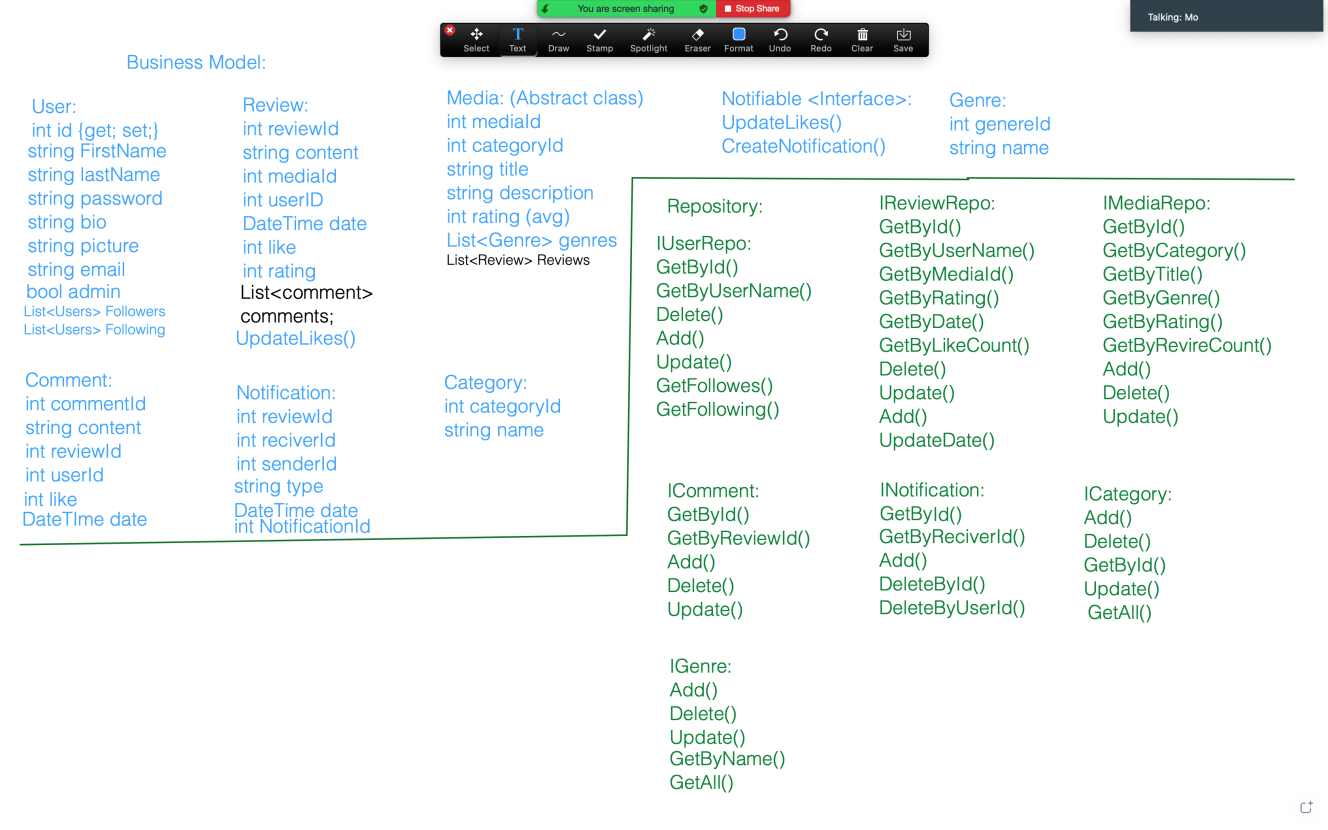 You are screen sharing
Stop Share
Talking: Mo
Select
Text
Draw
Stamp
Spotlight
Eraser
Format
Undo
Redo
Clear
Save
Business Model:
User:
int id {get; set;}
string FirstName
string lastName
string password
string bio
string picture
string email
bool admin
List<Users> Followers
List<Users> Following
Review:
int reviewId
string content
int mediaId
int userID
DateTime date
int like
int rating
List<comment>
comments;
UpdateLikes()
Media: (Abstract class)
int mediaId
int categoryId
string title
string description
int rating (avg)
List<Genre> genres
List<Review> Reviews
Notifiable <Interface>:
UpdateLikes()
CreateNotification()
Genre:
int genereId
string name
Comment:
int commentId
string content
int reviewId
int userId
int like
DateTIme date
Notification:
int reviewId
int reciverId
int senderId
string type
DateTime date
int NotificationId
Category:
int categoryId
string name
Repository:
IUserRepo:
GetById()
GetByUserName()
Delete()
Add()
Update()
GetFollowes()
GetFollowing()
IReviewRepo:
GetById()
GetByUserName()
GetByMediaId()
GetByRating()
GetByDate()
GetByLikeCount()
Delete()
Update()
Add()
UpdateDate()
IMediaRepo:
GetById()
GetByCategory()
GetByTitle()
GetByGenre()
GetByRating()
GetByRevireCount()
Add()
Delete()
Update()
IComment:
GetById()
GetByReviewId()
Add()
Delete()
Update()
INotification:
GetById()
GetByReciverId()
Add()
DeleteById()
DeleteByUserId()
ICategory:
Add()
Delete()
GetById()
Update()
GetAll()
IGenre:
Add()
Delete()
Update()
GetByName()
GetAll()